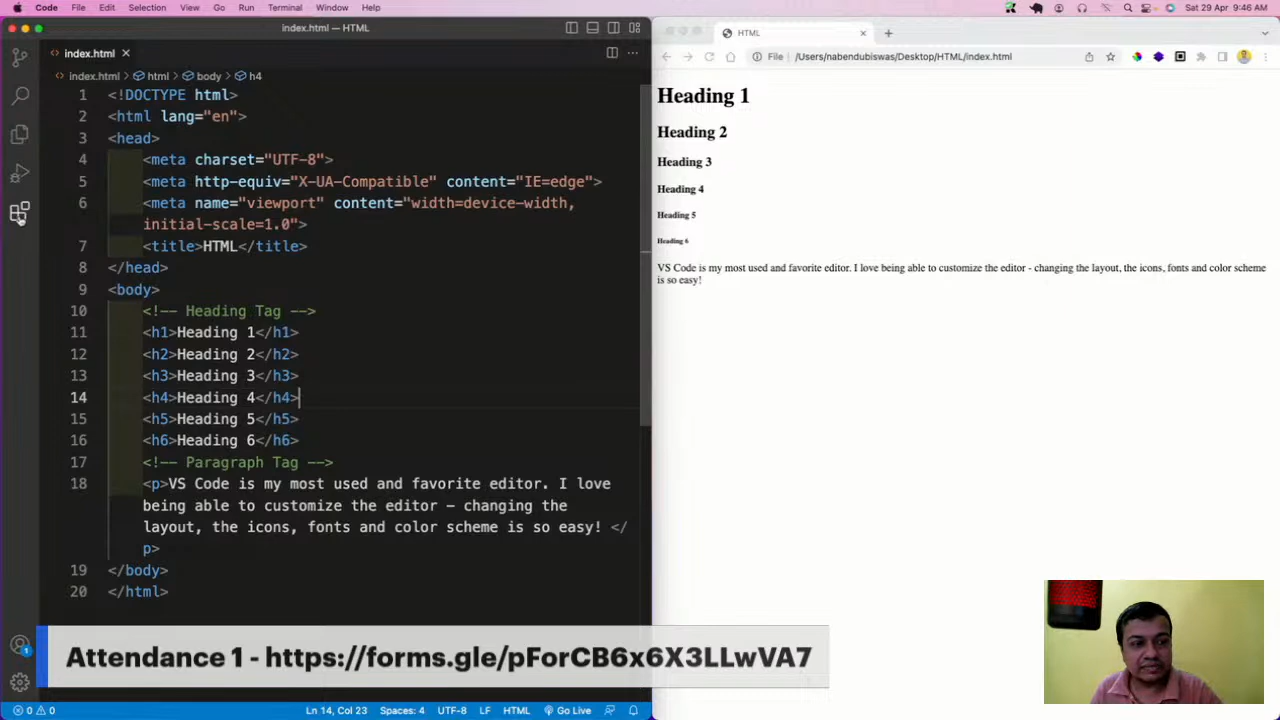 Code File Edit Selection View Go Run Terminal Window Help
Sat 29 Apr 9:46 AM
index.html — HTML
HTML
index.html
File /Users/nabendubiswas/Desktop/HTML/index.html
index.html > html > body > h4
1 <!DOCTYPE html>
2 <html lang="en">
3 <head>
4 <meta charset="UTF-8">
5 <meta http-equiv="X-UA-Compatible" content="IE=edge">
6 <meta name="viewport" content="width=device-width,
initial-scale=1.0">
7 <title>HTML</title>
8 </head>
9 <body>
10 <!-- Heading Tag -->
11 <h1>Heading 1</h1>
12 <h2>Heading 2</h2>
13 <h3>Heading 3</h3>
14 <h4>Heading 4</h4>
15 <h5>Heading 5</h5>
16 <h6>Heading 6</h6>
17 <!-- Paragraph Tag -->
18 <p>VS Code is my most used and favorite editor. I love
being able to customize the editor - changing the
layout, the icons, fonts and color scheme is so easy! </
p>
19 </body>
20 </html>
Heading 1
Heading 2
Heading 3
Heading 4
Heading 5
Heading 6
VS Code is my most used and favorite editor. I love being able to customize the editor - changing the layout, the icons, fonts and color scheme
is so easy!
Attendance 1 - https://forms.gle/pForCB6x6X3LLwVA7
1
0 0 Ln 14, Col 23 Spaces: 4 UTF-8 LF HTML Go Live